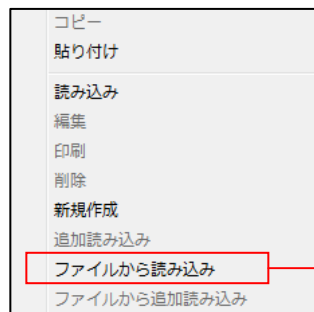 コピー
貼り付け
読み込み
編集
印刷
削除
新規作成
追加読み込み
ファイルから読み込み
ファイルから追加読み込み